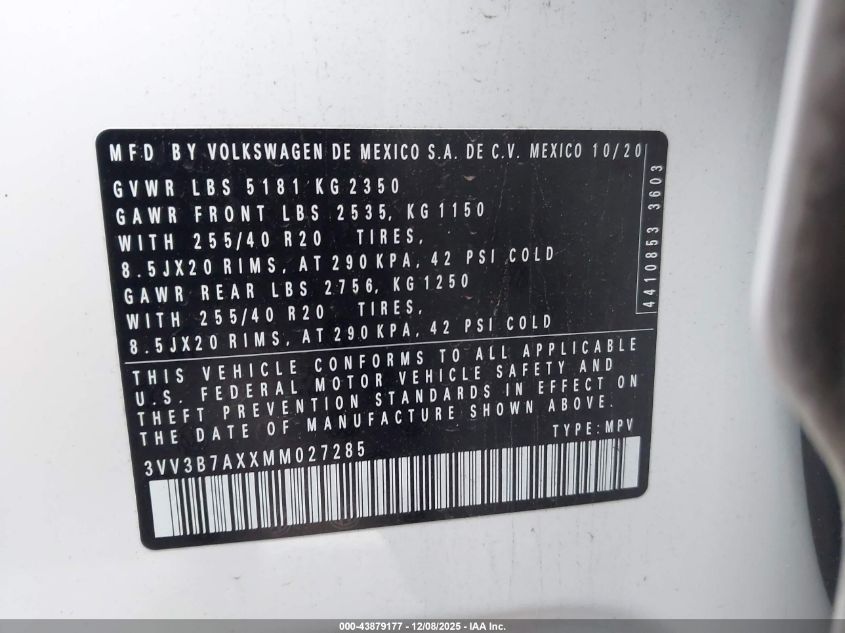 MFD BY VOLKSWAGEN DE MEXICO S.A. DE C.V. MEXICO 10/20
GVWR LBS 5181 KG 2350
GAWR FRONT LBS 2535, KG 1150
WITH 255/40 R20 TIRES,
8.5JX20 RIMS, AT 290 KPA, 42 PSI COLD
GAWR REAR LBS 2756, KG 1250
WITH 255/40 R20 TIRES,
8.5JX20 RIMS, AT 290 KPA, 42 PSI COLD
4410853 3603
THIS VEHICLE CONFORMS TO ALL APPLICABLE
U.S. FEDERAL MOTOR VEHICLE SAFETY AND
THEFT PREVENTION STANDARDS IN EFFECT ON
THE DATE OF MANUFACTURE SHOWN ABOVE.
TYPE: MPV
3VV3B7AXXMM027285
000-43879177 - 12/08/2025 - IAA Inc.